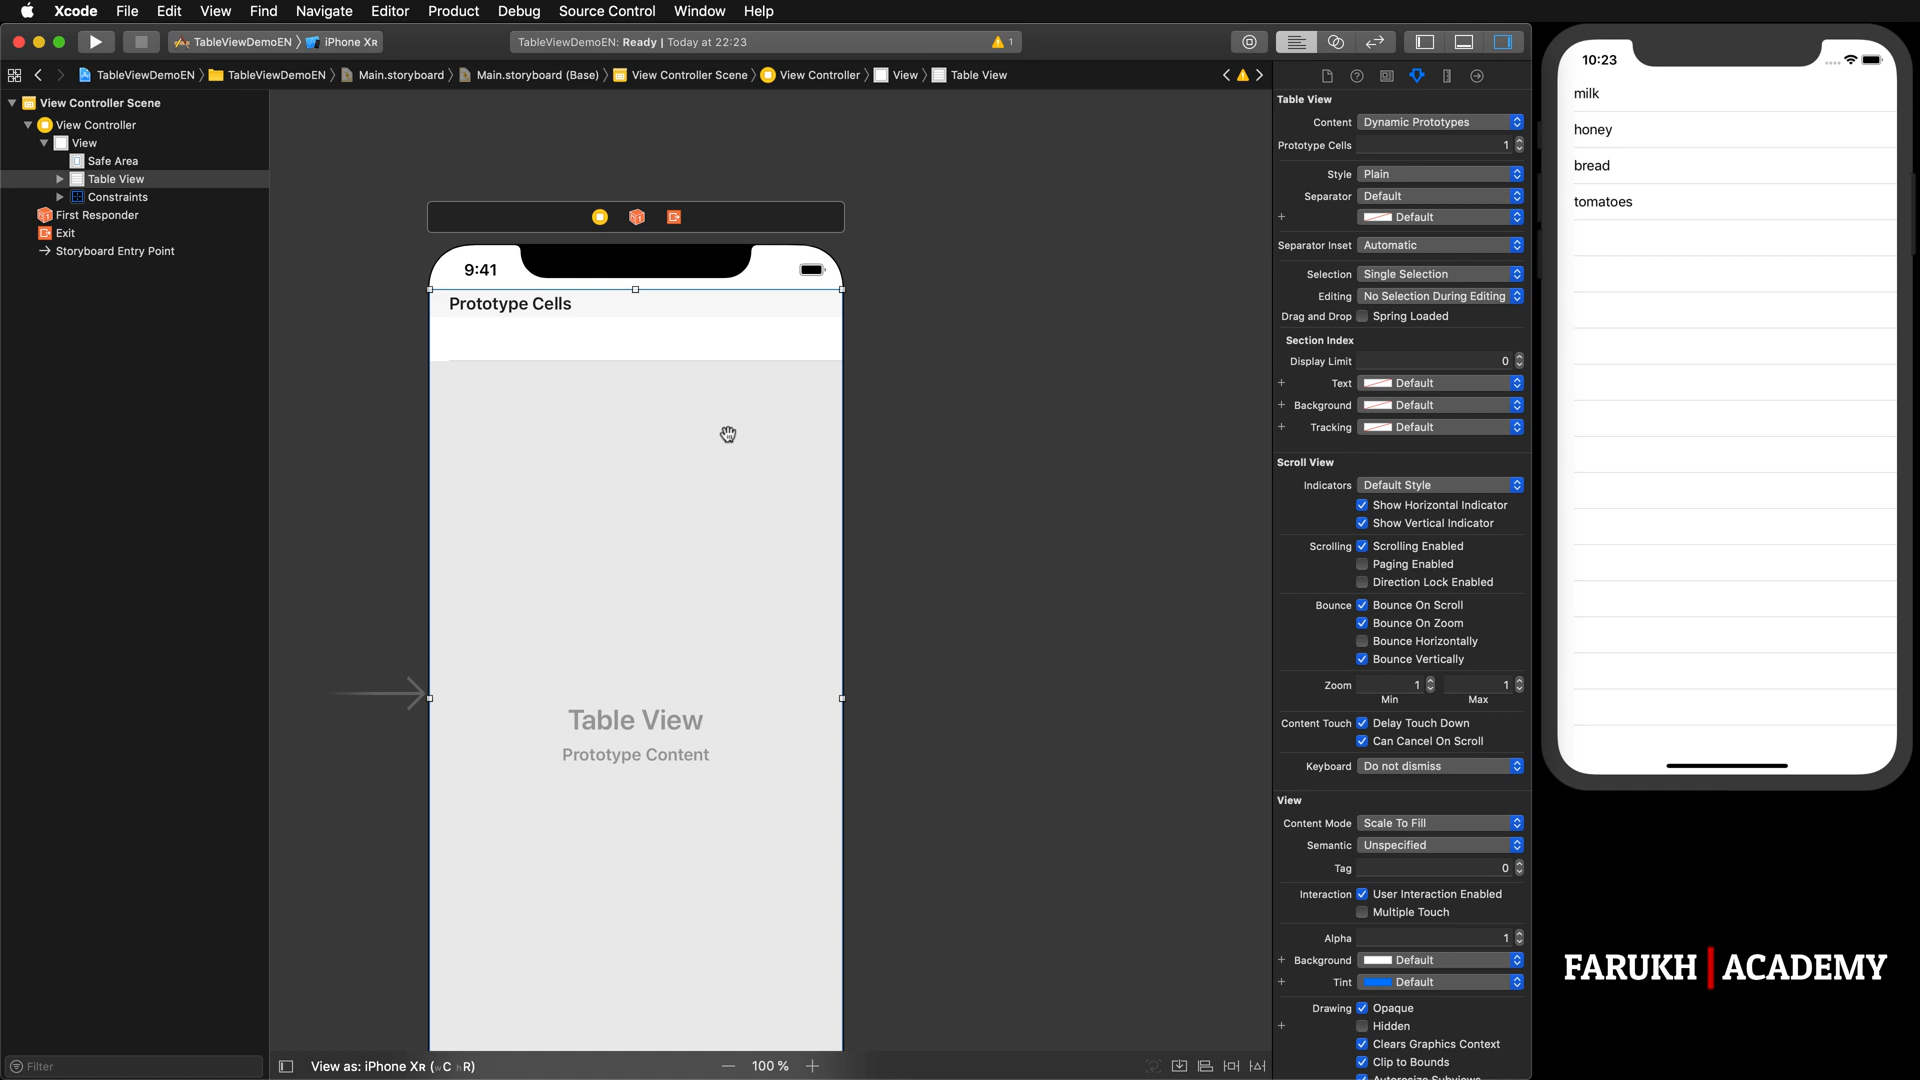 Xcode File Edit View Find Navigate Editor Product Debug Source Control Window Help
TableViewDemoEN iPhone XR
TableViewDemoEN: Ready | Today at 22:23
1
TableViewDemoEN TableViewDemoEN Main.storyboard Main.storyboard (Base) View Controller Scene View Controller View Table View
View Controller Scene
View Controller
View
Safe Area
Table View
Constraints
First Responder
Exit
Storyboard Entry Point
Filter
9:41
Prototype Cells
Table View
Prototype Content
View as: iPhone XR (wC hR)
100 %
Table View
Content Dynamic Prototypes
Prototype Cells 1
Style Plain
Separator Default
Default
Separator Inset Automatic
Selection Single Selection
Editing No Selection During Editing
Drag and Drop Spring Loaded
Section Index
Display Limit 0
Text Default
Background Default
Tracking Default
Scroll View
Indicators Default Style
Show Horizontal Indicator
Show Vertical Indicator
Scrolling Scrolling Enabled
Paging Enabled
Direction Lock Enabled
Bounce Bounce On Scroll
Bounce On Zoom
Bounce Horizontally
Bounce Vertically
Zoom 1 1
Min Max
Content Touch Delay Touch Down
Can Cancel On Scroll
Keyboard Do not dismiss
View
Content Mode Scale To Fill
Semantic Unspecified
Tag 0
Interaction User Interaction Enabled
Multiple Touch
Alpha 1
Background Default
Tint Default
Drawing Opaque
Hidden
Clears Graphics Context
Clip to Bounds
Autoresize Subviews
10:23
milk
honey
bread
tomatoes
FARUKH | ACADEMY